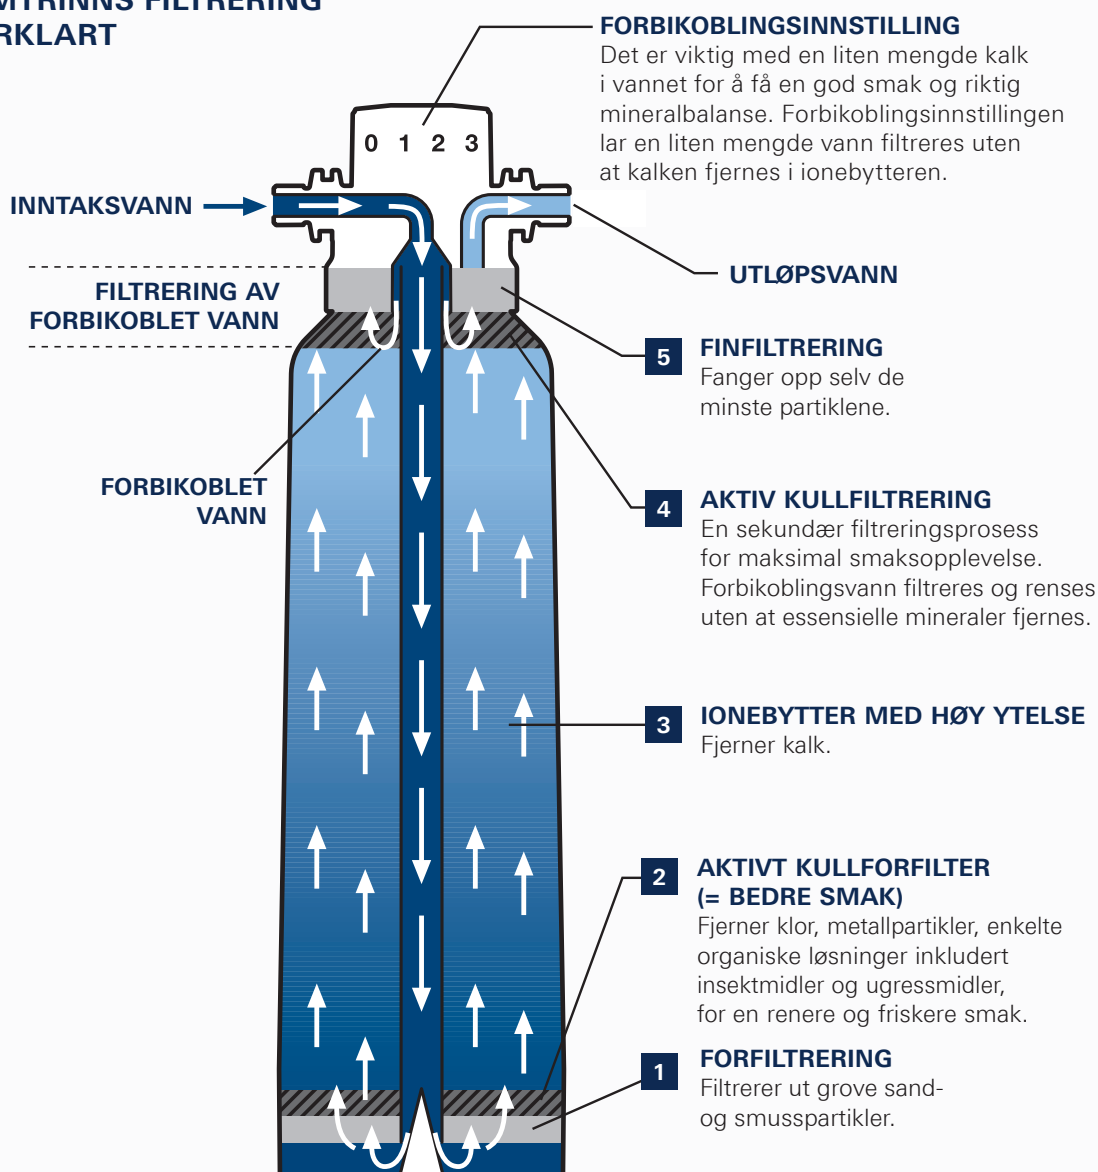 RKLART
FORBIKOBLINGSINNSTILLING
Det er viktig med en liten mengde kalk
i vannet for å få en god smak og riktig
mineralbalanse. Forbikoblingsinnstillingen
lar en liten mengde vann filtreres uten
at kalken fjernes i ionebytteren.
0 1 2 3
INNTAKSVANN
UTLØPSVANN
FILTRERING AV
FORBIKOBLET VANN
5 FINFILTRERING
Fanger opp selv de
minste partiklene.
FORBIKOBLET
VANN
4 AKTIV KULLFILTRERING
En sekundær filtreringsprosess
for maksimal smaksopplevelse.
Forbikoblingsvann filtreres og renses
uten at essensielle mineraler fjernes.
3 IONEBYTTER MED HØY YTELSE
Fjerner kalk.
2 AKTIVT KULLFORFILTER
(= BEDRE SMAK)
Fjerner klor, metallpartikler, enkelte
organiske løsninger inkludert
insektmidler og ugressmidler,
for en renere og friskere smak.
1 FORFILTRERING
Filtrerer ut grove sand-
og smusspartikler.